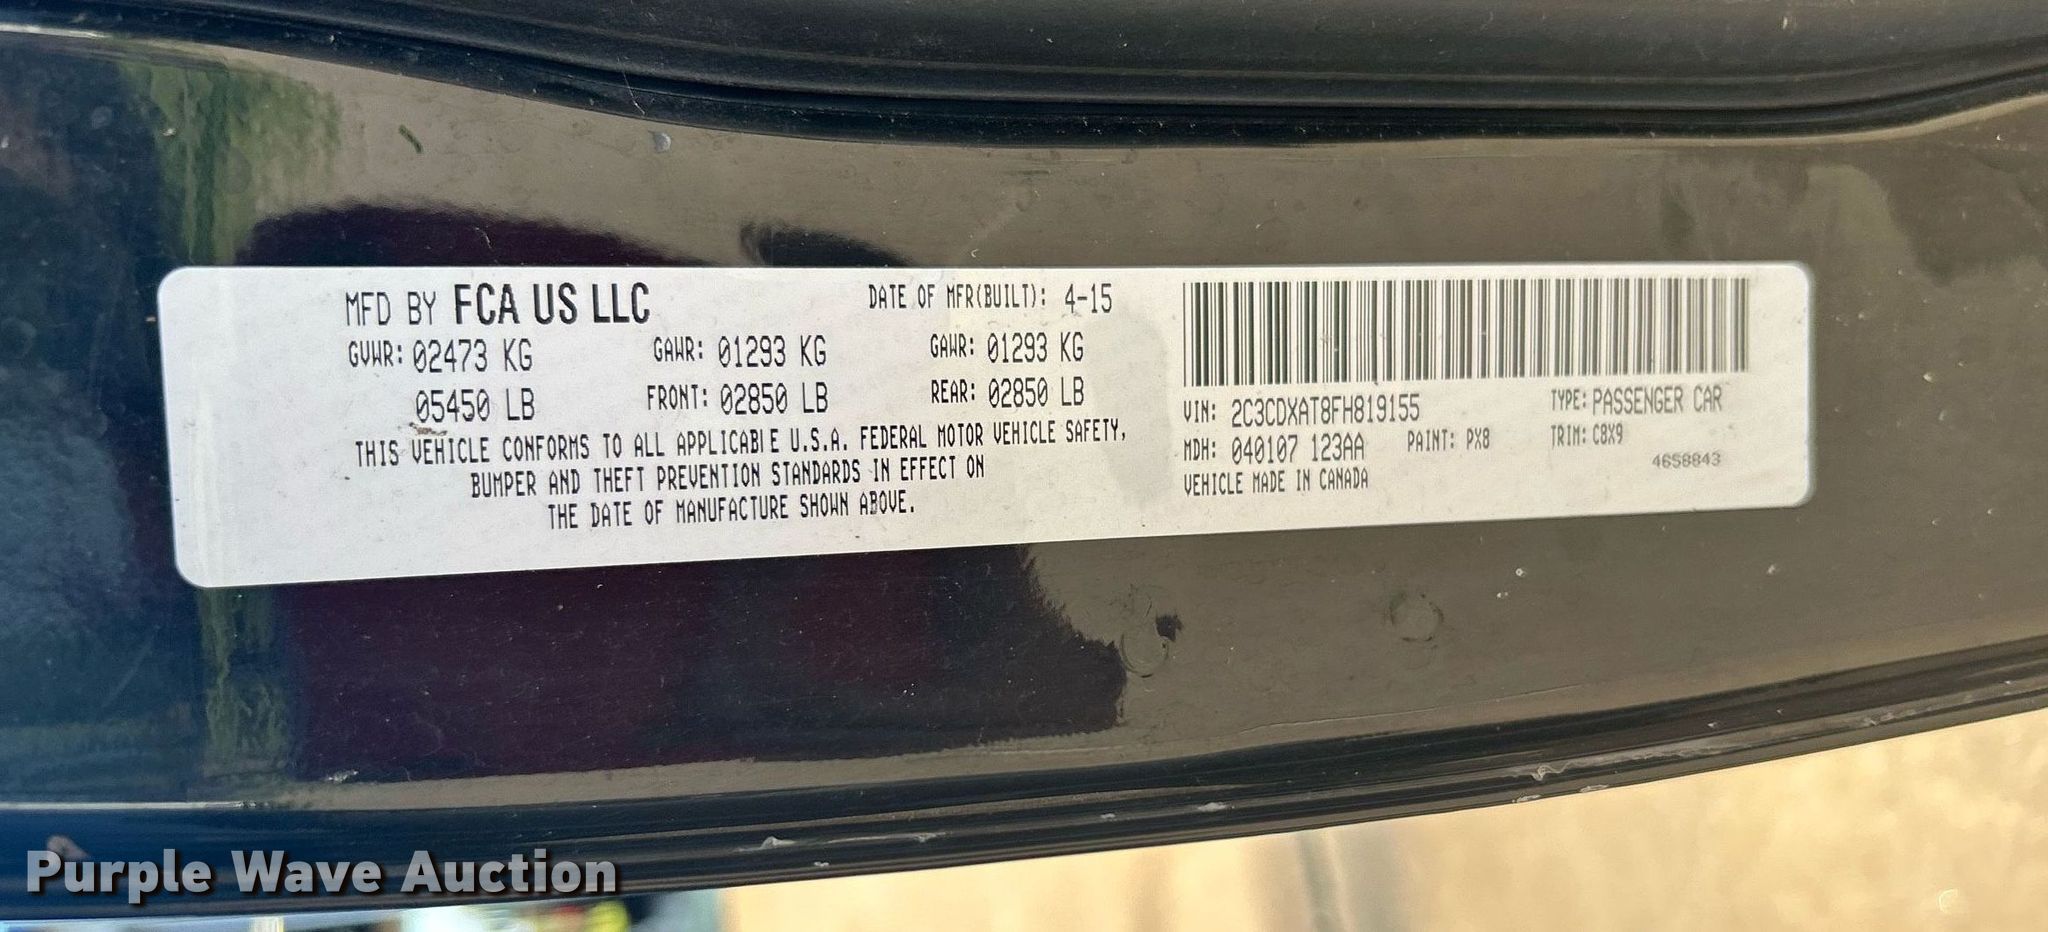 MFD BY FCA US LLC
DATE OF MFR(BUILT): 4-15
GVWR: 02473 KG GAWR: 01293 KG GAWR: 01293 KG
05450 LB FRONT: 02850 LB REAR: 02850 LB
THIS VEHICLE CONFORMS TO ALL APPLICABLE U.S.A. FEDERAL MOTOR VEHICLE SAFETY,
BUMPER AND THEFT PREVENTION STANDARDS IN EFFECT ON
THE DATE OF MANUFACTURE SHOWN ABOVE.
VIN: 2C3CDXAT8FH819155 TYPE: PASSENGER CAR
MDH: 040107 123AA PAINT: PX8 TRIM: C8X9
4658843
VEHICLE MADE IN CANADA
Purple Wave Auction